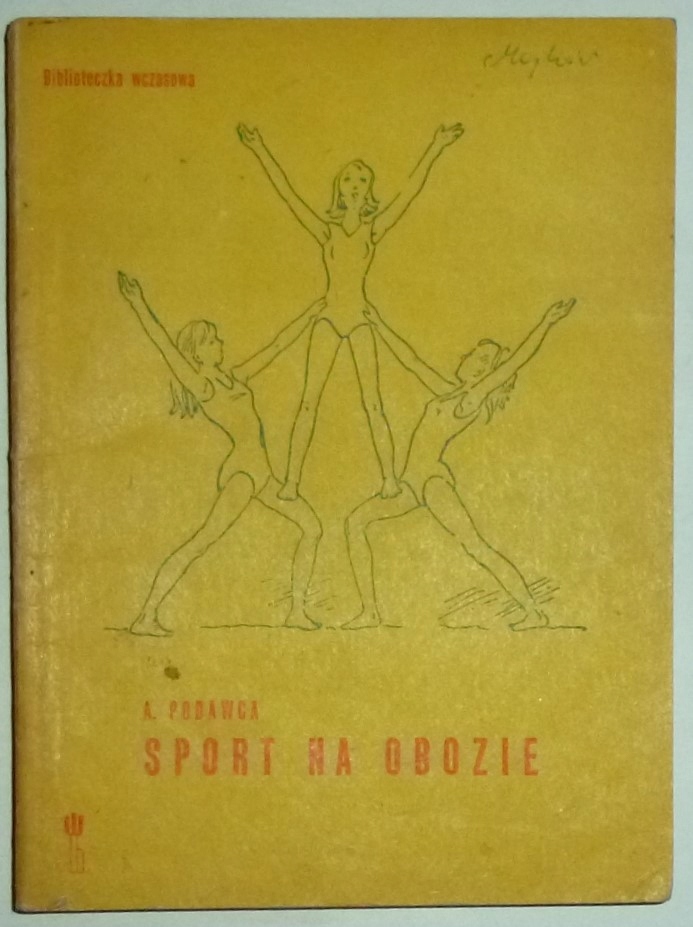 Biblioteczka wczasowa
A. PODAWCA
SPORT NA OBOZIE